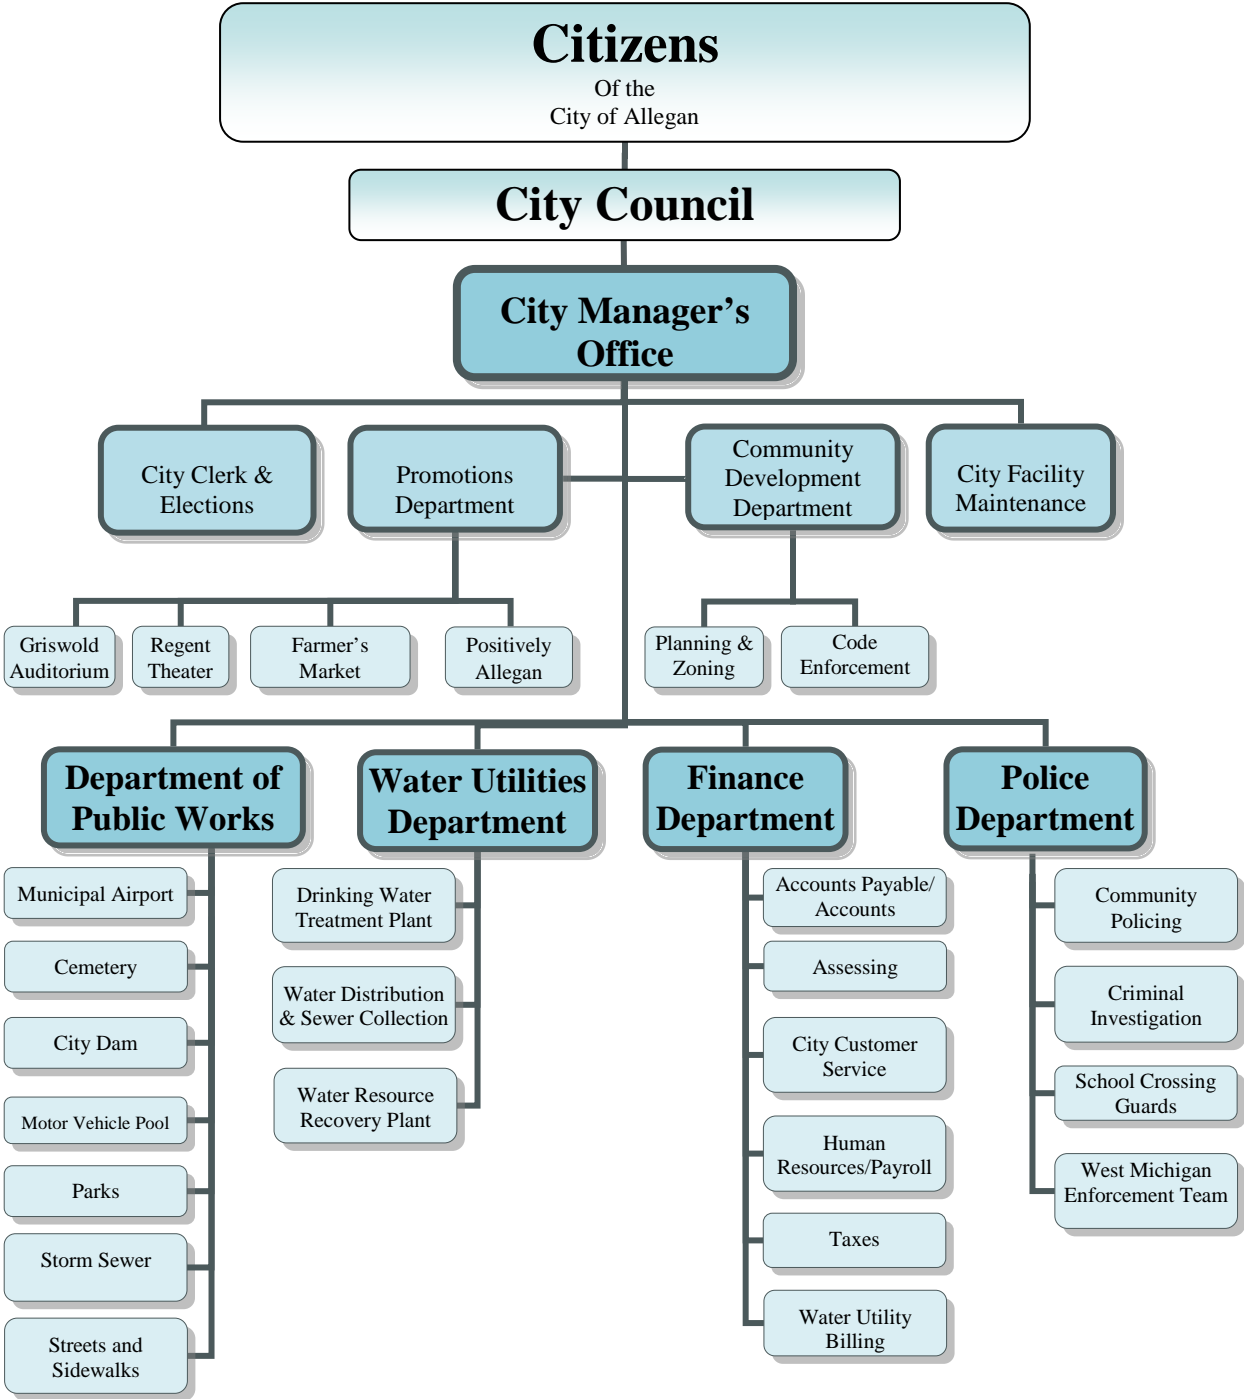 Citizens
Of the
City of Allegan
City Council
City Manager's
Office
City Clerk &
Elections
Promotions
Department
Community
Development
Department
City Facility
Maintenance
Griswold
Auditorium
Regent
Theater
Farmer's
Market
Positively
Allegan
Planning &
Zoning
Code
Enforcement
Department of
Public Works
Water Utilities
Department
Finance
Department
Police
Department
Municipal Airport
Cemetery
City Dam
Motor Vehicle Pool
Parks
Storm Sewer
Streets and
Sidewalks
Drinking Water
Treatment Plant
Water Distribution
& Sewer Collection
Water Resource
Recovery Plant
Accounts Payable/
Accounts
Assessing
City Customer
Service
Human
Resources/Payroll
Taxes
Water Utility
Billing
Community
Policing
Criminal
Investigation
School Crossing
Guards
West Michigan
Enforcement Team